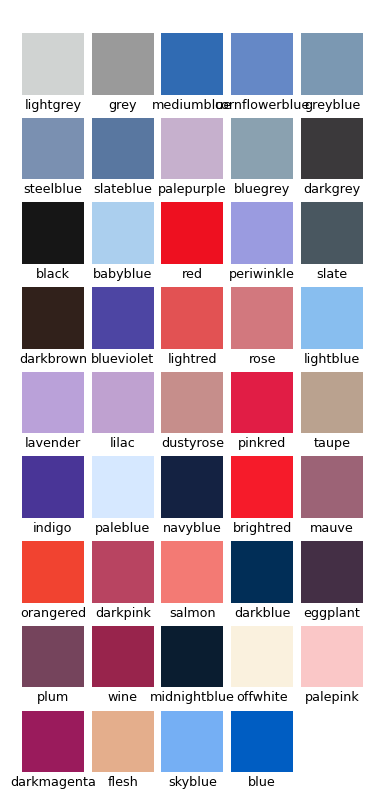 lightgrey grey mediumblue cornflowerblue greyblue
steelblue slateblue palepurple bluegrey darkgrey
black babyblue red periwinkle slate
darkbrown blueviolet lightred rose lightblue
lavender lilac dustyrose pinkred taupe
indigo paleblue navyblue brightred mauve
orangered darkpink salmon darkblue eggplant
plum wine midnightblue offwhite palepink
darkmagenta flesh skyblue blue